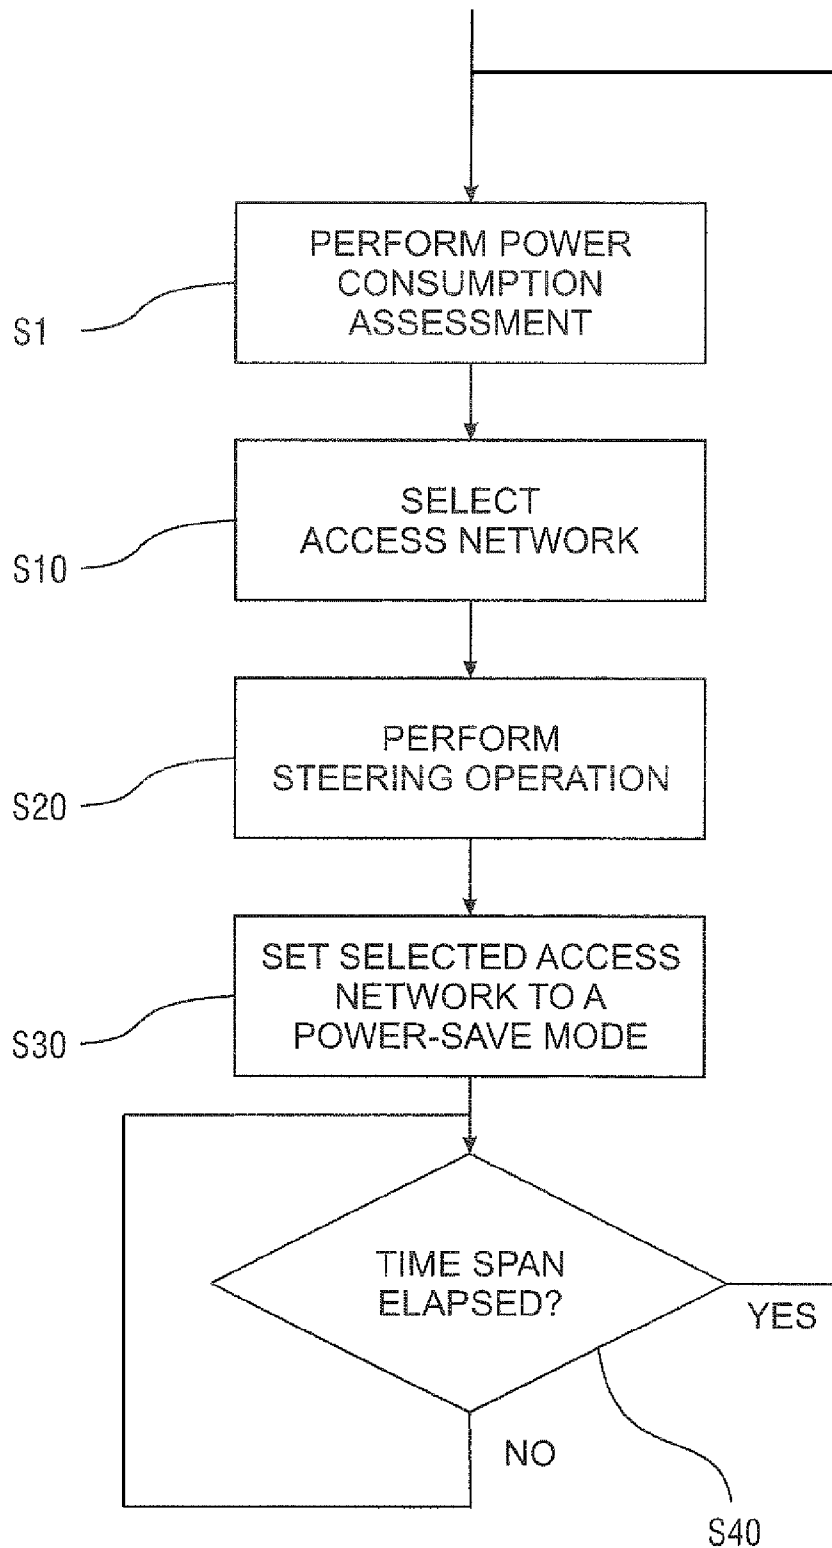 PERFORM POWER
CONSUMPTION
ASSESSMENT
S1
SELECT
ACCESS NETWORK
S10
PERFORM
STEERING OPERATION
S20
SET SELECTED ACCESS
NETWORK TO A
POWER-SAVE MODE
S30
TIME SPAN
ELAPSED?
YES
NO
S40